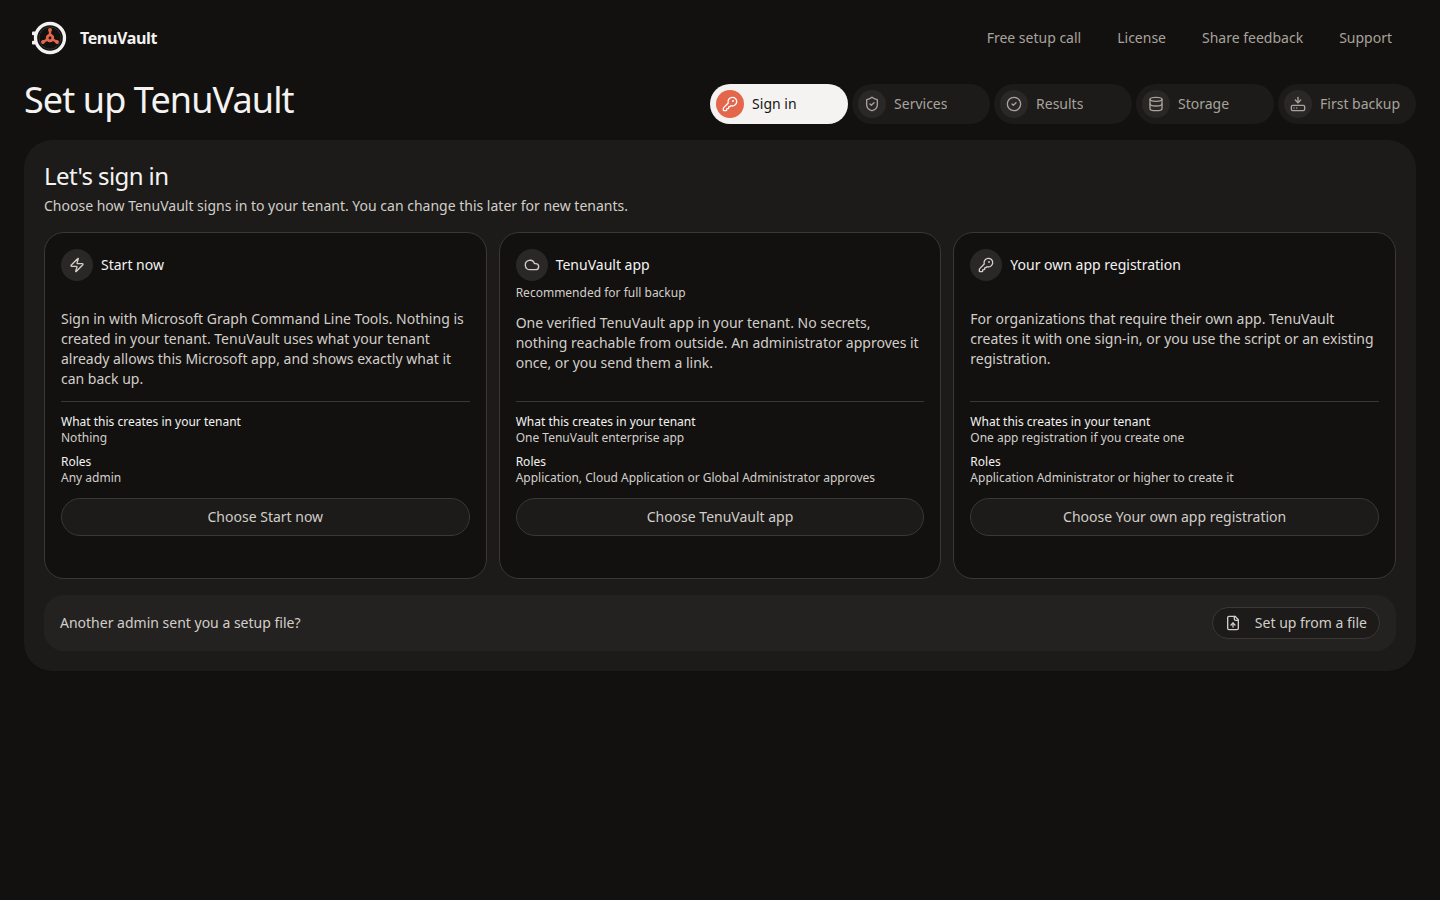 TenuVault
Free setup call
License
Share feedback
Support
Set up TenuVault
Sign in
Services
Results
Storage
First backup
Let's sign in
Choose how TenuVault signs in to your tenant. You can change this later for new tenants.
Start now
Sign in with Microsoft Graph Command Line Tools. Nothing is
created in your tenant. TenuVault uses what your tenant
already allows this Microsoft app, and shows exactly what it
can back up.
What this creates in your tenant
Nothing
Roles
Any admin
Choose Start now
TenuVault app
Recommended for full backup
One verified TenuVault app in your tenant. No secrets,
nothing reachable from outside. An administrator approves it
once, or you send them a link.
What this creates in your tenant
One TenuVault enterprise app
Roles
Application, Cloud Application or Global Administrator approves
Choose TenuVault app
Your own app registration
For organizations that require their own app. TenuVault
creates it with one sign-in, or you use the script or an existing
registration.
What this creates in your tenant
One app registration if you create one
Roles
Application Administrator or higher to create it
Choose Your own app registration
Another admin sent you a setup file?
Set up from a file